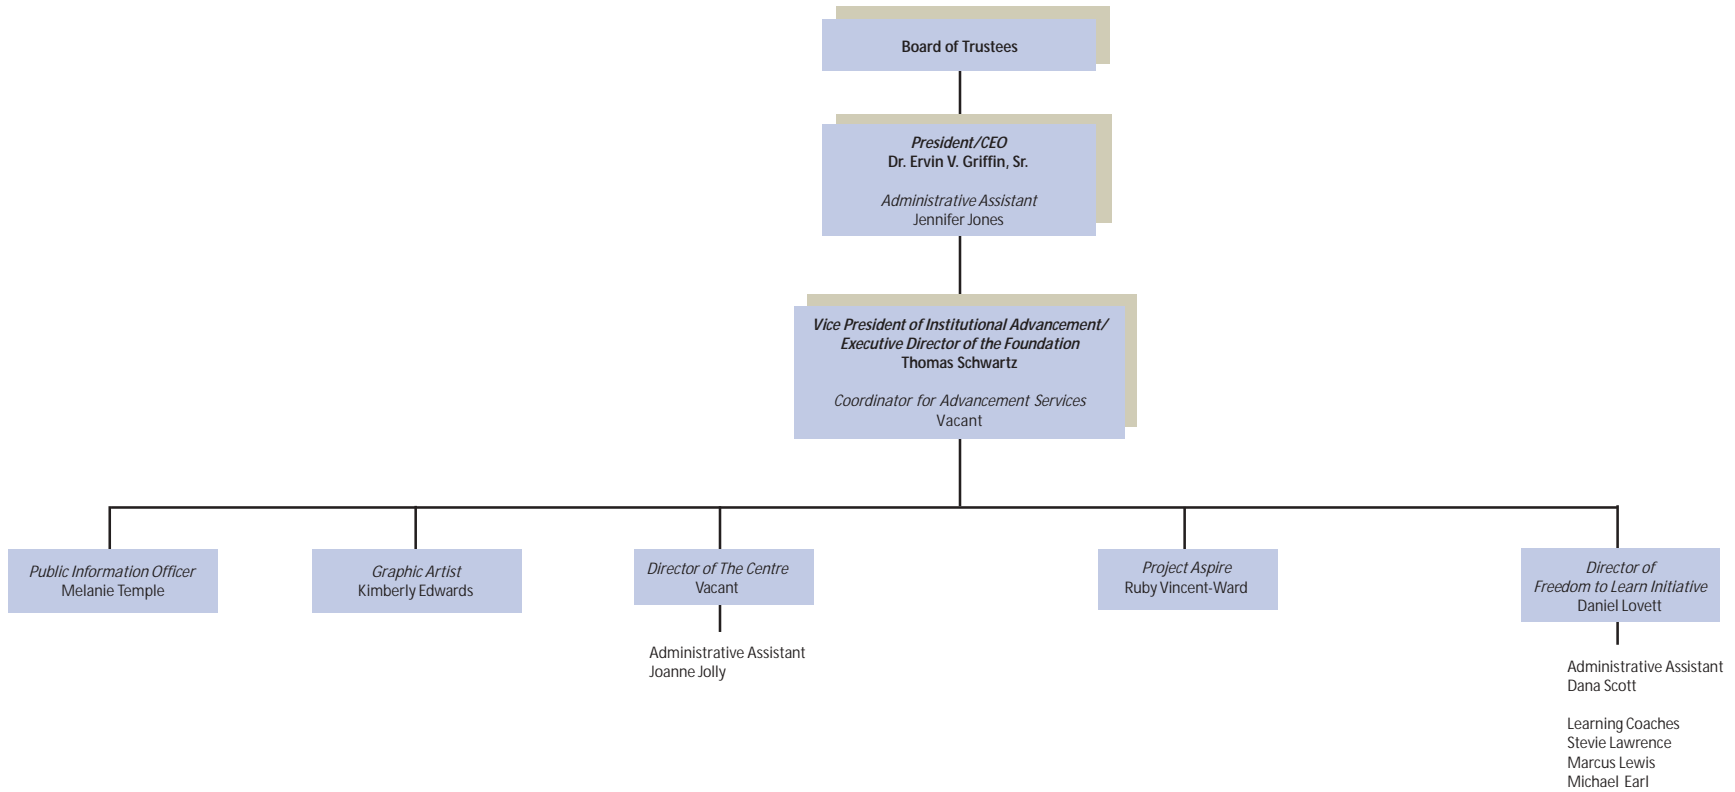 Board of Trustees
President/CEO
Dr. Ervin V. Griffin, Sr.
Administrative Assistant
Jennifer Jones
Vice President of Institutional Advancement/
Executive Director of the Foundation
Thomas Schwartz
Coordinator for Advancement Services
Vacant
Public Information Officer
Melanie Temple
Graphic Artist
Kimberly Edwards
Director of The Centre
Vacant
Administrative Assistant
Joanne Jolly
Project Aspire
Ruby Vincent-Ward
Director of
Freedom to Learn Initiative
Daniel Lovett
Administrative Assistant
Dana Scott
Learning Coaches
Stevie Lawrence
Marcus Lewis
Michael Earl